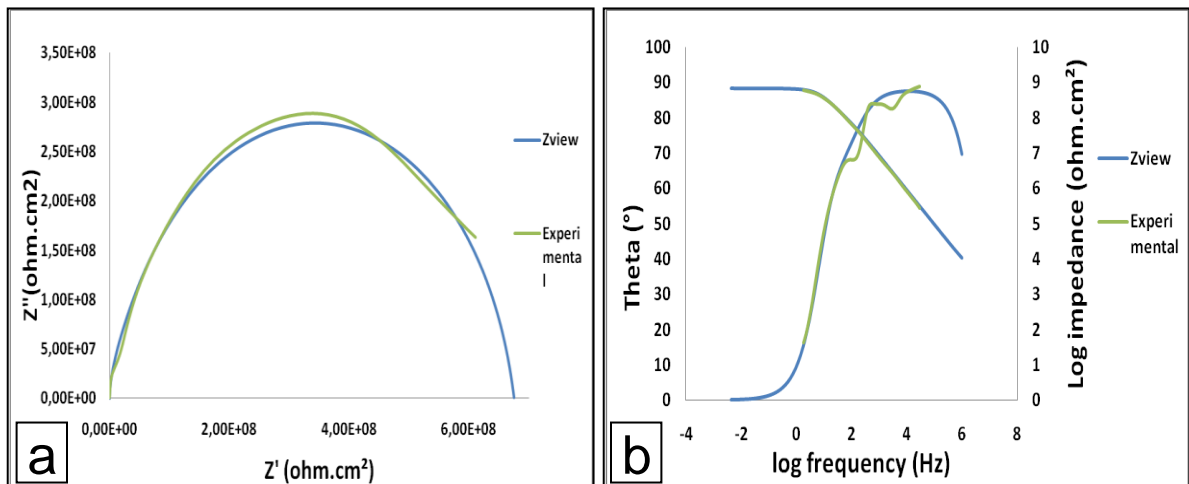 3,50E+08
3,00E+08
2,50E+08
2,00E+08
1,50E+08
1,00E+08
5,00E+07
0,00E+00
Z''(ohm.cm2)
0,00E+00 2,00E+08 4,00E+08 6,00E+08
Z' (ohm.cm²)
Zview
Experi
menta
l
a
100
90
80
70
60
50
40
30
20
10
0
Theta (°)
-4 -2 0 2 4 6 8
log frequency (Hz)
10
9
8
7
6
5
4
3
2
1
0
Log impedance (ohm.cm²)
Zview
Experi
mental
b